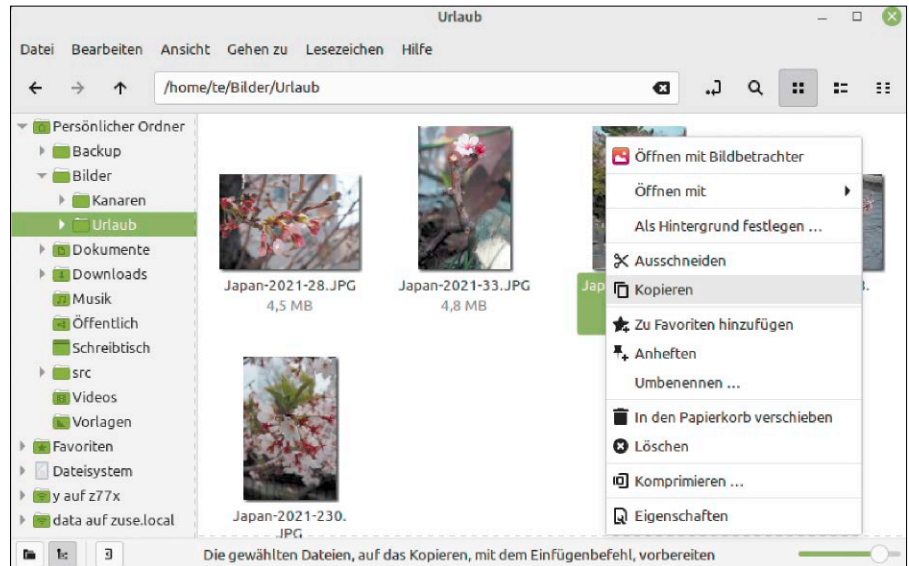 Urlaub
Datei Bearbeiten Ansicht Gehen zu Lesezeichen Hilfe
/home/te/Bilder/Urlaub
Persönlicher Ordner
Backup
Bilder
Kanaren
Urlaub
Dokumente
Downloads
Musik
Öffentlich
Schreibtisch
src
Videos
Vorlagen
Favoriten
Dateisystem
y auf z77x
data auf zuse.local
Japan-2021-28.JPG
4,5 MB
Japan-2021-33.JPG
4,8 MB
Japan-2021-230.
JPG
Öffnen mit Bildbetrachter
Öffnen mit
Als Hintergrund festlegen ...
Ausschneiden
Kopieren
Zu Favoriten hinzufügen
Anheften
Umbenennen ...
In den Papierkorb verschieben
Löschen
Komprimieren ...
Eigenschaften
Die gewählten Dateien, auf das Kopieren, mit dem Einfügenbefehl, vorbereiten